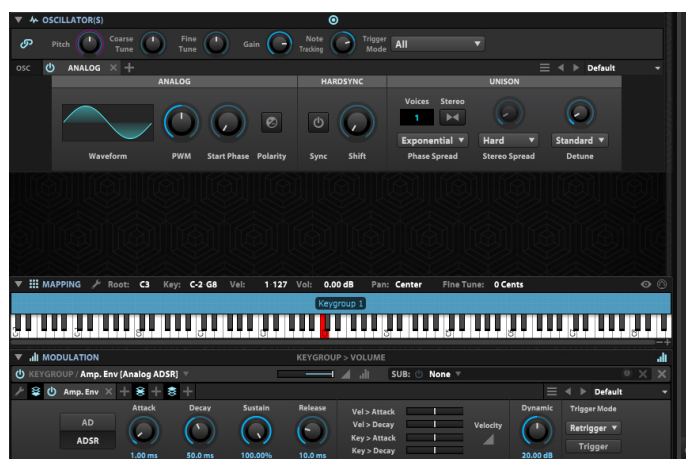 OSCILLATOR(S)
Pitch Coarse Tune Fine Tune Gain Note Tracking Trigger Mode All
OSC ANALOG Default
ANALOG HARDSYNC UNISON
Voices Stereo
1
Exponential Hard Standard
Waveform PWM Start Phase Polarity Sync Shift Phase Spread Stereo Spread Detune
MAPPING Root: C3 Key: C-2 G8 Vel: 1 127 Vol: 0.00 dB Pan: Center Fine Tune: 0 Cents
Keygroup 1
MODULATION KEYGROUP > VOLUME
KEYGROUP / Amp. Env [Analog ADSR] SUB: None
Amp. Env Default
Attack Decay Sustain Release Dynamic Trigger Mode
AD
ADSR
Vel > Attack
Vel > Decay
Key > Attack
Key > Decay
Velocity
Retrigger
Trigger
1.00 ms 50.0 ms 100.00% 10.0 ms 20.00 dB